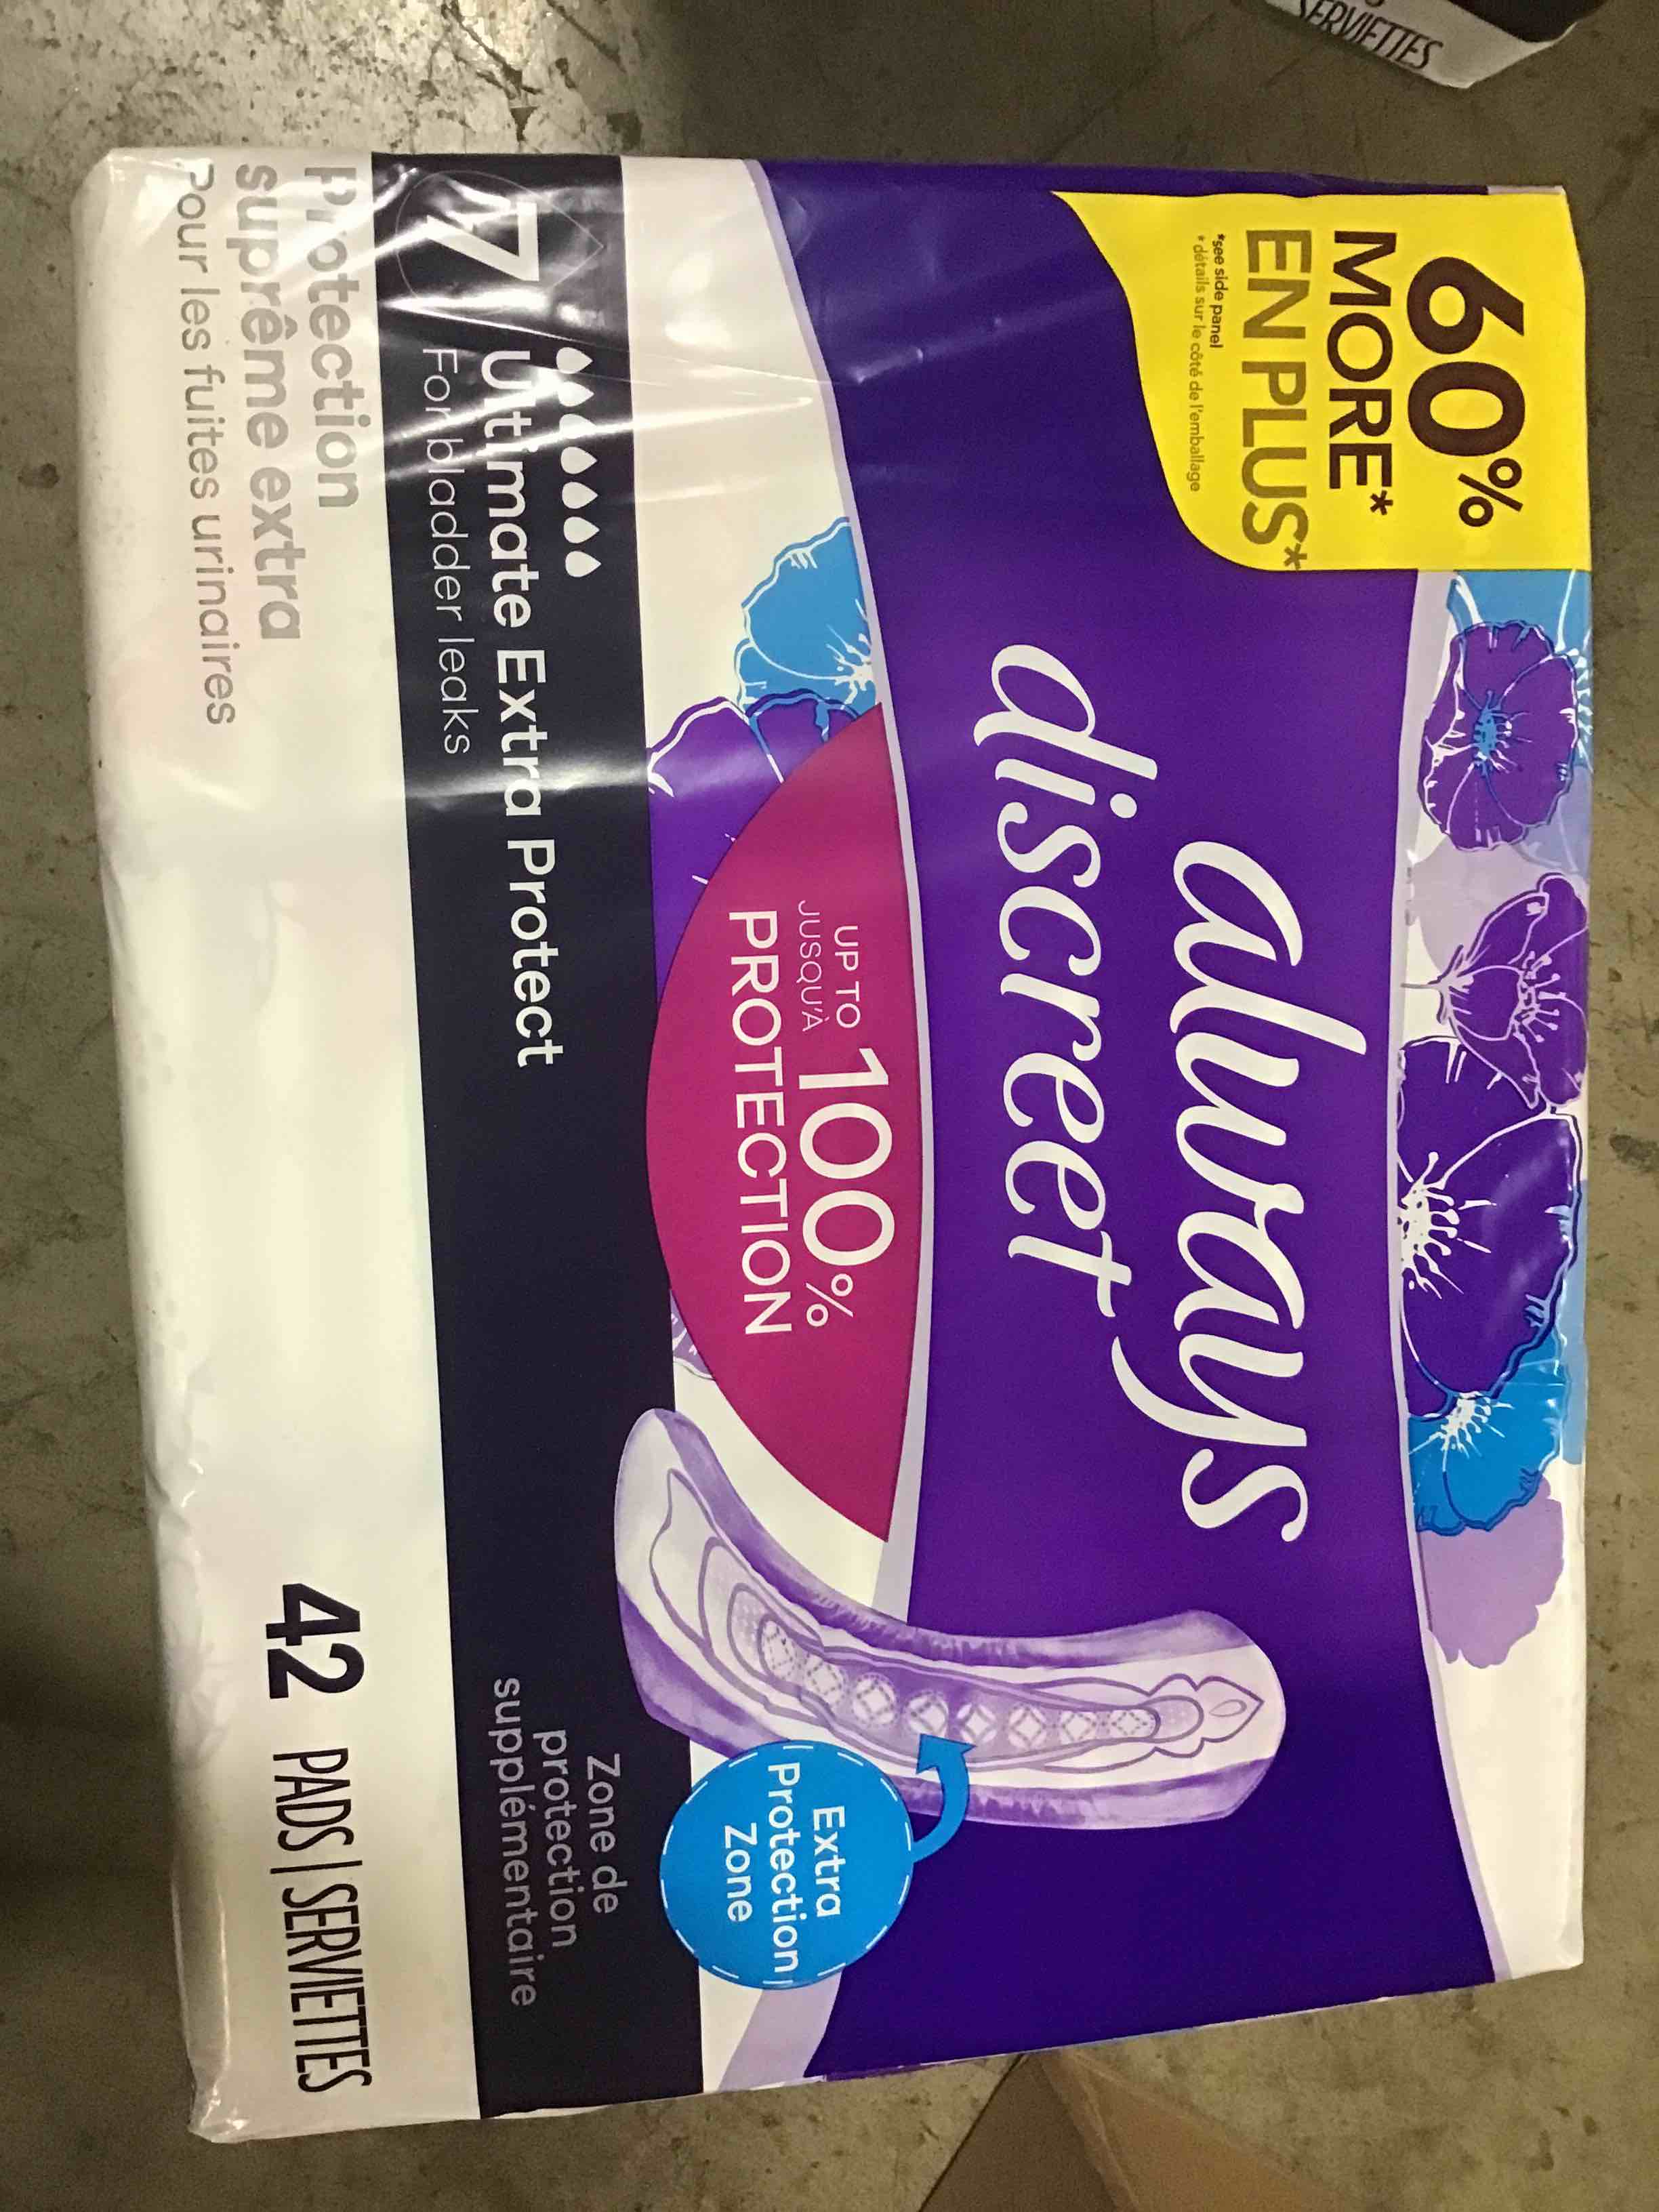 60%
MORE*
EN PLUS*
*see side panel
*détails sur le côté de l'emballage
always
discreet
UP TO
JUSQU'À
100%
PROTECTION
Extra
Protection
Zone
7
Ultimate Extra Protect
For bladder leaks
Zone de
protection
supplémentaire
Protection
suprême extra
Pour les fuites urinaires
42 PADS | SERVIETTES
SERVIETTES